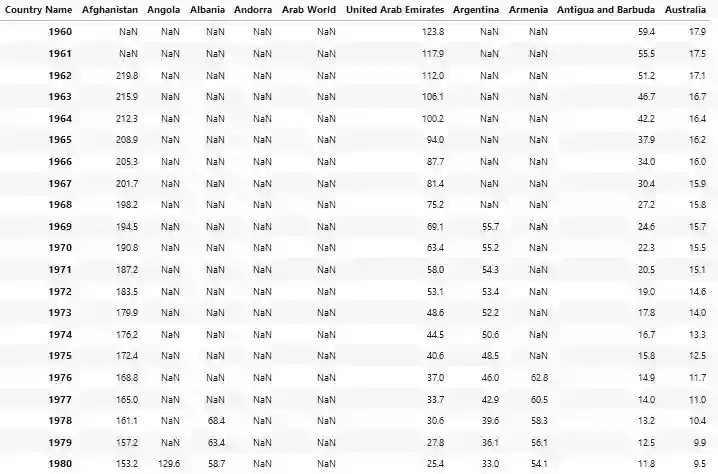 Country Name Afghanistan Angola Albania Andorra Arab World United Arab Emirates Argentina Armenia Antigua and Barbuda Australia
1960 NaN NaN NaN NaN NaN 123.8 NaN NaN 59.4 17.9
1961 NaN NaN NaN NaN NaN 117.9 NaN NaN 55.5 17.5
1962 219.8 NaN NaN NaN NaN 112.0 NaN NaN 51.2 17.1
1963 215.9 NaN NaN NaN NaN 106.1 NaN NaN 46.7 16.7
1964 212.3 NaN NaN NaN NaN 100.2 NaN NaN 42.2 16.4
1965 208.9 NaN NaN NaN NaN 94.0 NaN NaN 37.9 16.2
1966 205.3 NaN NaN NaN NaN 87.7 NaN NaN 34.0 16.0
1967 201.7 NaN NaN NaN NaN 81.4 NaN NaN 30.4 15.9
1968 198.2 NaN NaN NaN NaN 75.2 NaN NaN 27.2 15.8
1969 194.5 NaN NaN NaN NaN 69.1 55.7 NaN 24.6 15.7
1970 190.8 NaN NaN NaN NaN 63.4 55.2 NaN 22.3 15.5
1971 187.2 NaN NaN NaN NaN 58.0 54.3 NaN 20.5 15.1
1972 183.5 NaN NaN NaN NaN 53.1 53.4 NaN 19.0 14.6
1973 179.9 NaN NaN NaN NaN 48.6 52.2 NaN 17.8 14.0
1974 176.2 NaN NaN NaN NaN 44.5 50.6 NaN 16.7 13.3
1975 172.4 NaN NaN NaN NaN 40.6 48.5 NaN 15.8 12.5
1976 168.8 NaN NaN NaN NaN 37.0 46.0 62.8 14.9 11.7
1977 165.0 NaN NaN NaN NaN 33.7 42.9 60.5 14.0 11.0
1978 161.1 NaN 68.4 NaN NaN 30.6 39.6 58.3 13.2 10.4
1979 157.2 NaN 63.4 NaN NaN 27.8 36.1 56.1 12.5 9.9
1980 153.2 129.6 58.7 NaN NaN 25.4 33.0 54.1 11.8 9.5